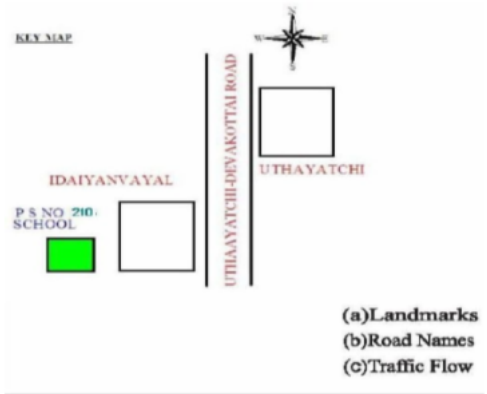 KEY MAP
N
W
E
S
UTHAAYATCHI-DEVAKOTTAI ROAD
UTHAYATCHI
IDAIYANVAYAL
P S NO 210-
SCHOOL
(a)Landmarks
(b)Road Names
(c)Traffic Flow